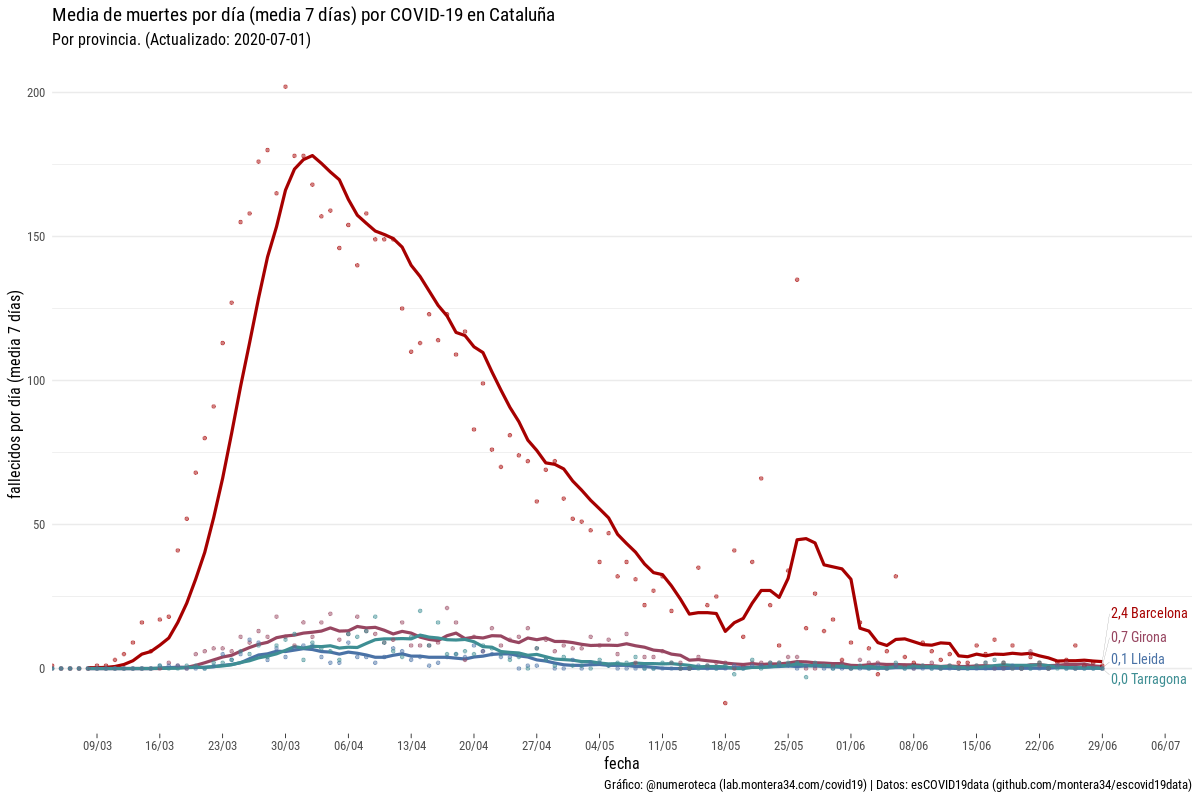 Media de muertes por día (media 7 días) por COVID-19 en Cataluña
Por provincia. (Actualizado: 2020-07-01)
fallecidos por día (media 7 días)
200
150
100
50
0
2,4 Barcelona
0,7 Girona
0,1 Lleida
0,0 Tarragona
09/03 16/03 23/03 30/03 06/04 13/04 20/04 27/04 04/05 11/05 18/05 25/05 01/06 08/06 15/06 22/06 29/06 06/07
fecha
Gráfico: @numeroteca (lab.montera34.com/covid19) | Datos: esCOVID19data (github.com/montera34/escovid19data)